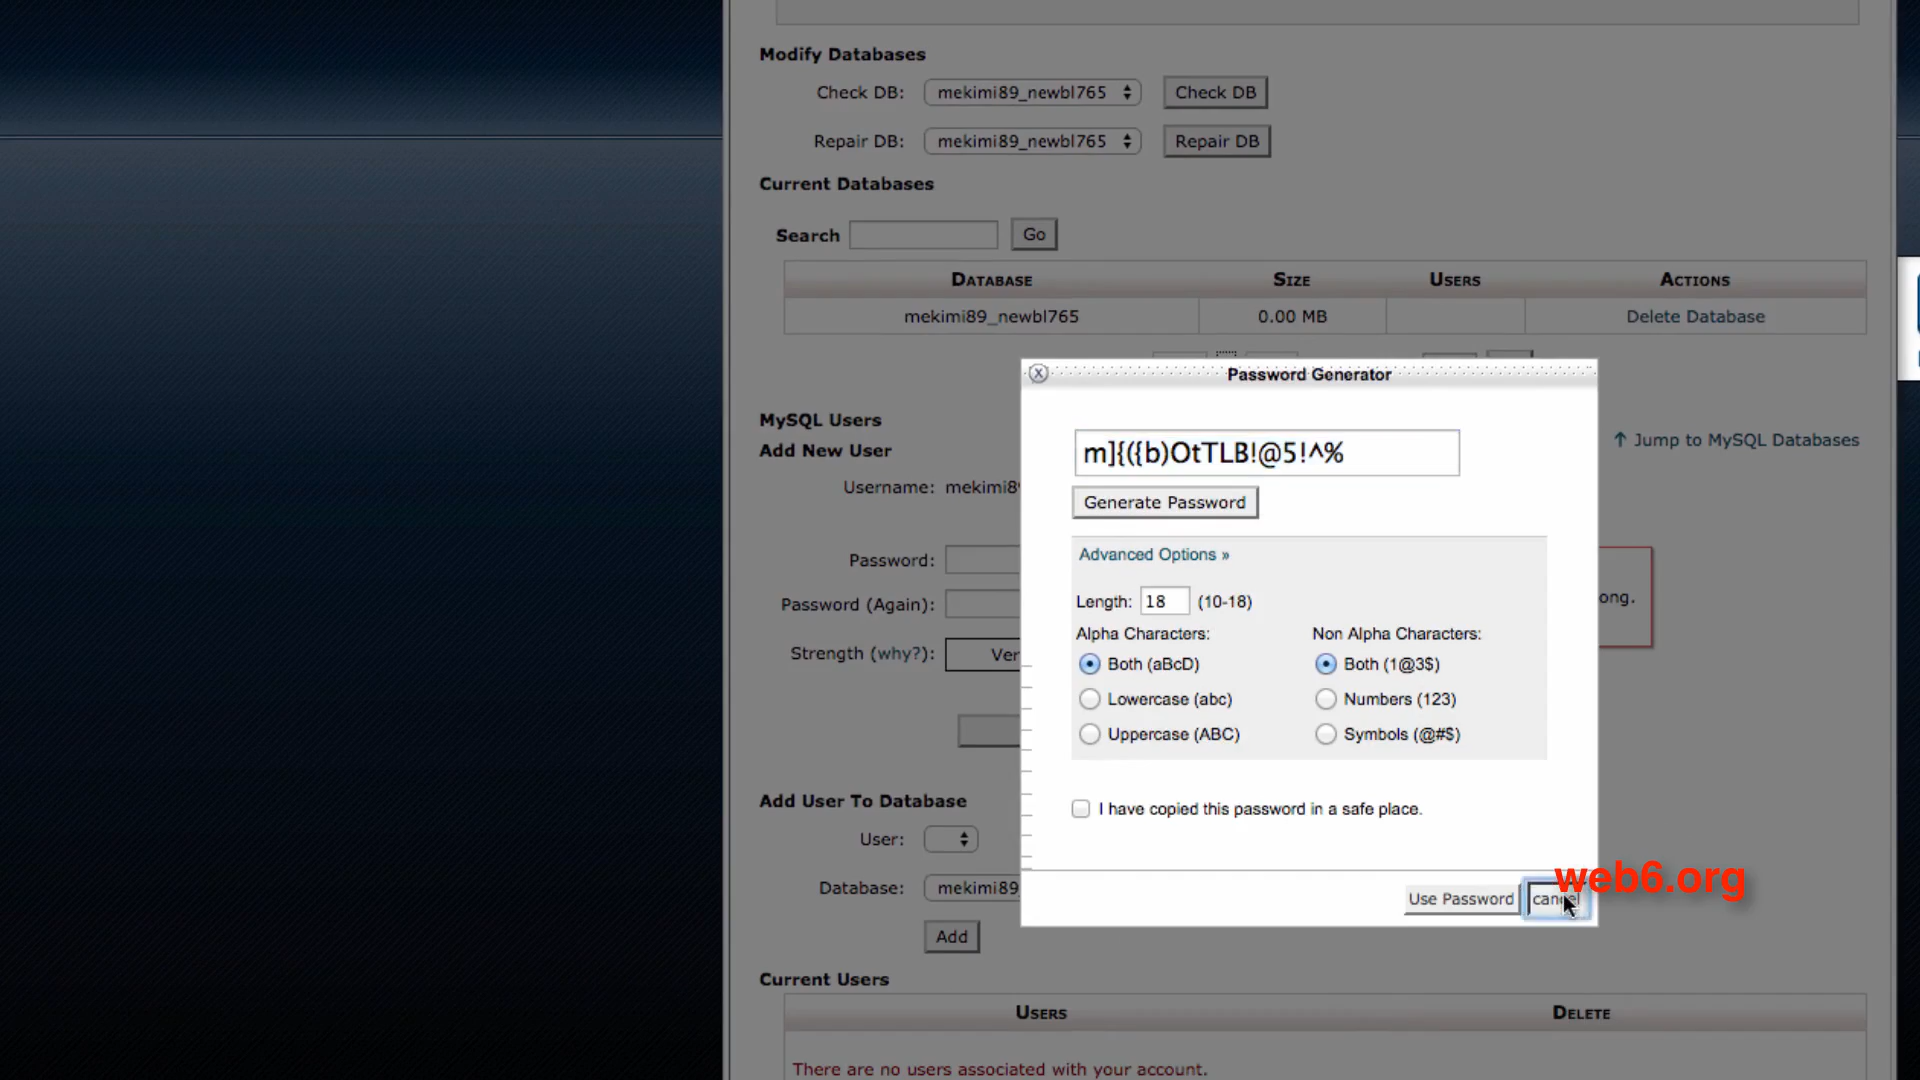 Modify Databases
Check DB: mekimi89_newbl765 Check DB
Repair DB: mekimi89_newbl765 Repair DB
Current Databases
Search Go
DATABASE SIZE USERS ACTIONS
mekimi89_newbl765 0.00 MB Delete Database
Password Generator
MySQL Users
↑ Jump to MySQL Databases
Add New User
m]{({b)OtTLB!@5!^%
Username: mekimi89
Generate Password
Advanced Options »
Password:
Length: 18 (10-18)
Password (Again):
Alpha Characters: Non Alpha Characters:
Strength (why?):
Both (aBcD) Both (1@3$)
Lowercase (abc) Numbers (123)
Uppercase (ABC) Symbols (@#$)
Add User To Database
I have copied this password in a safe place.
User:
web6.org
Database: mekimi89
Use Password
Add
Current Users
USERS DELETE
There are no users associated with your account.